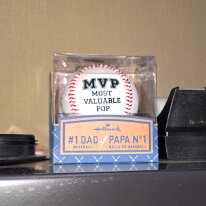 MVP
MOST
VALUABLE
POP
Hallmark
#1 DAD PAPA Nº1
BASEBALL BALLE DE BASEBALL